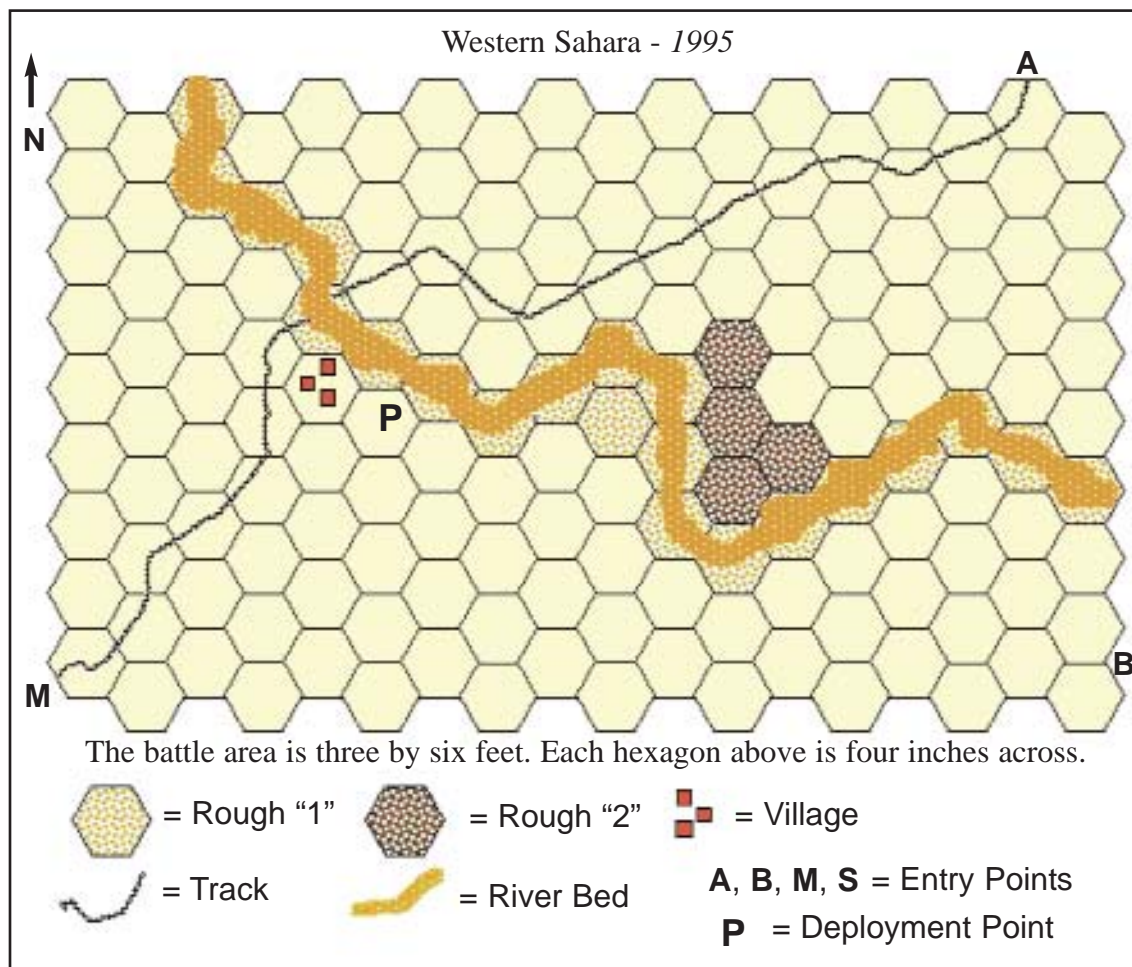 Western Sahara - 1995
A
N
P
B
M
The battle area is three by six feet. Each hexagon above is four inches across.
= Rough “1”
= Rough “2”
= Village
= Track
= River Bed
A, B, M, S = Entry Points
P = Deployment Point